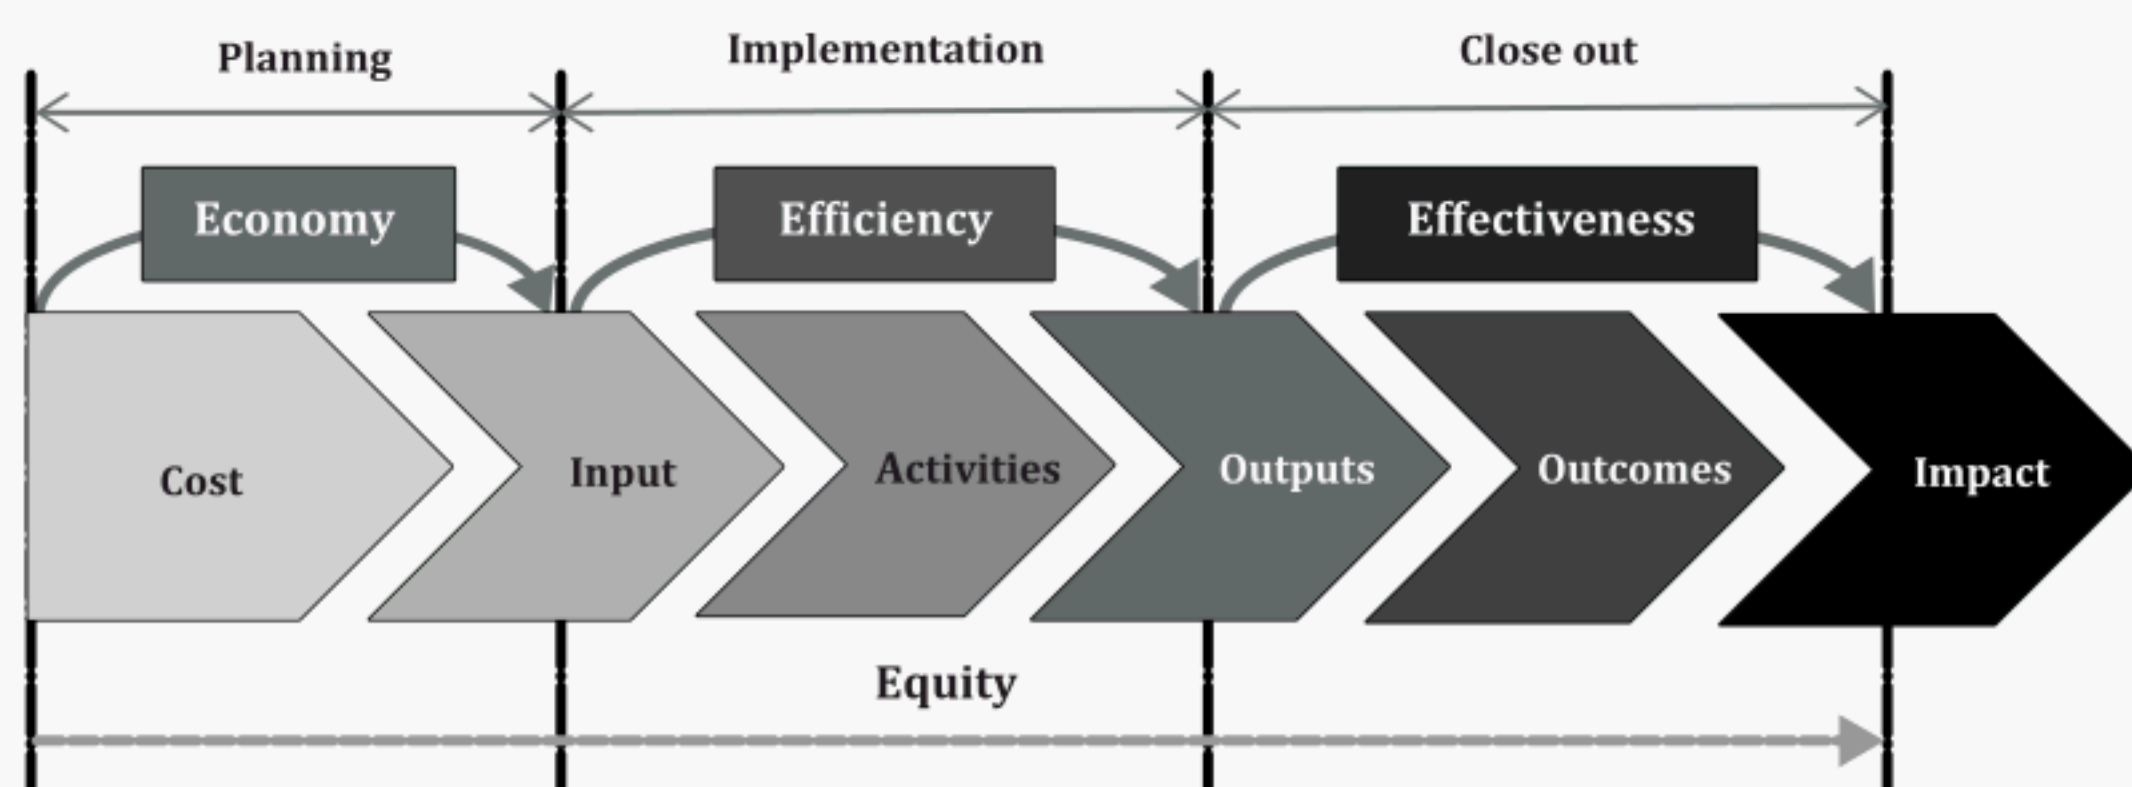 Planning
Implementation
Close out
Economy
Efficiency
Effectiveness
Cost
Input
Activities
Outputs
Outcomes
Impact
Equity